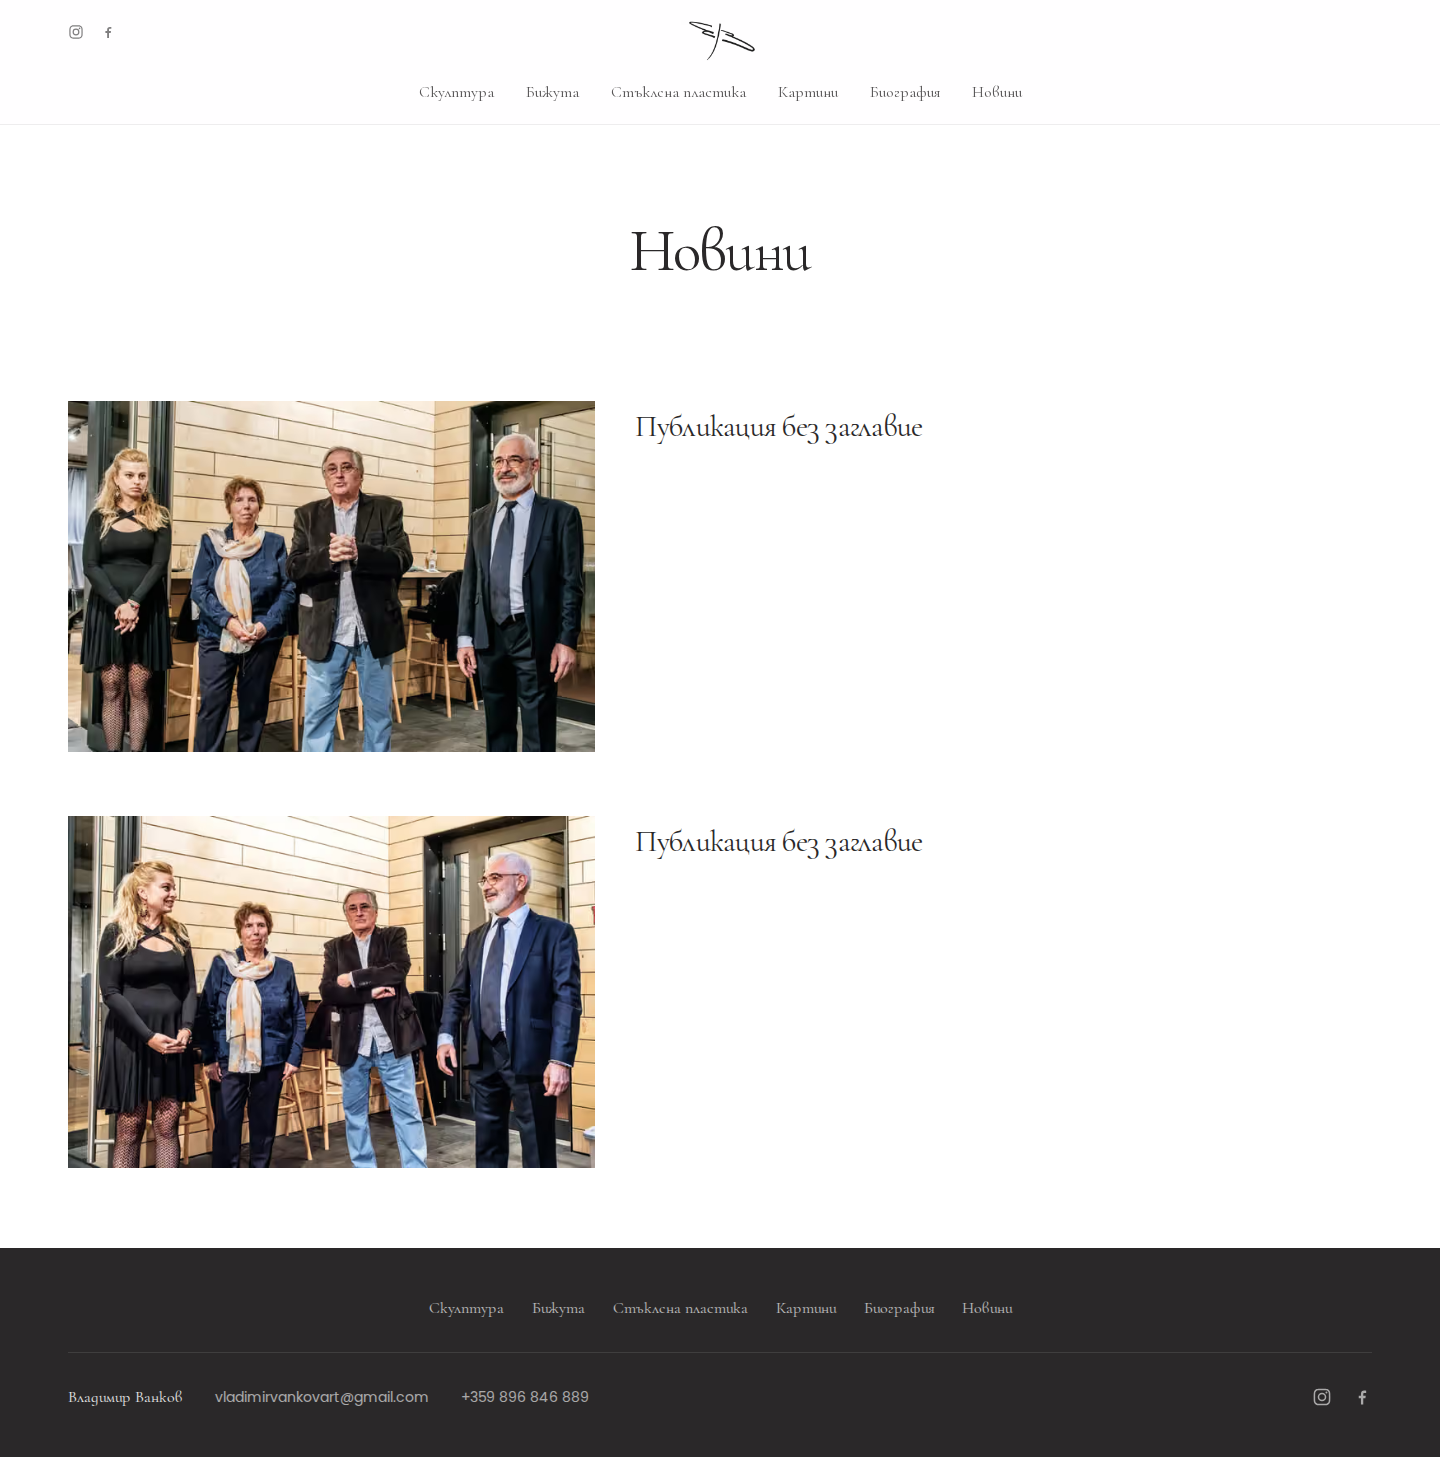 Скулптура Бижута Стъклена пластика Картини Биография Новини
Новини
Публикация без заглавие
Публикация без заглавие
Скулптура Бижута Стъклена пластика Картини Биография Новини
Владимир Ванков vladimirvankovart@gmail.com +359 896 846 889